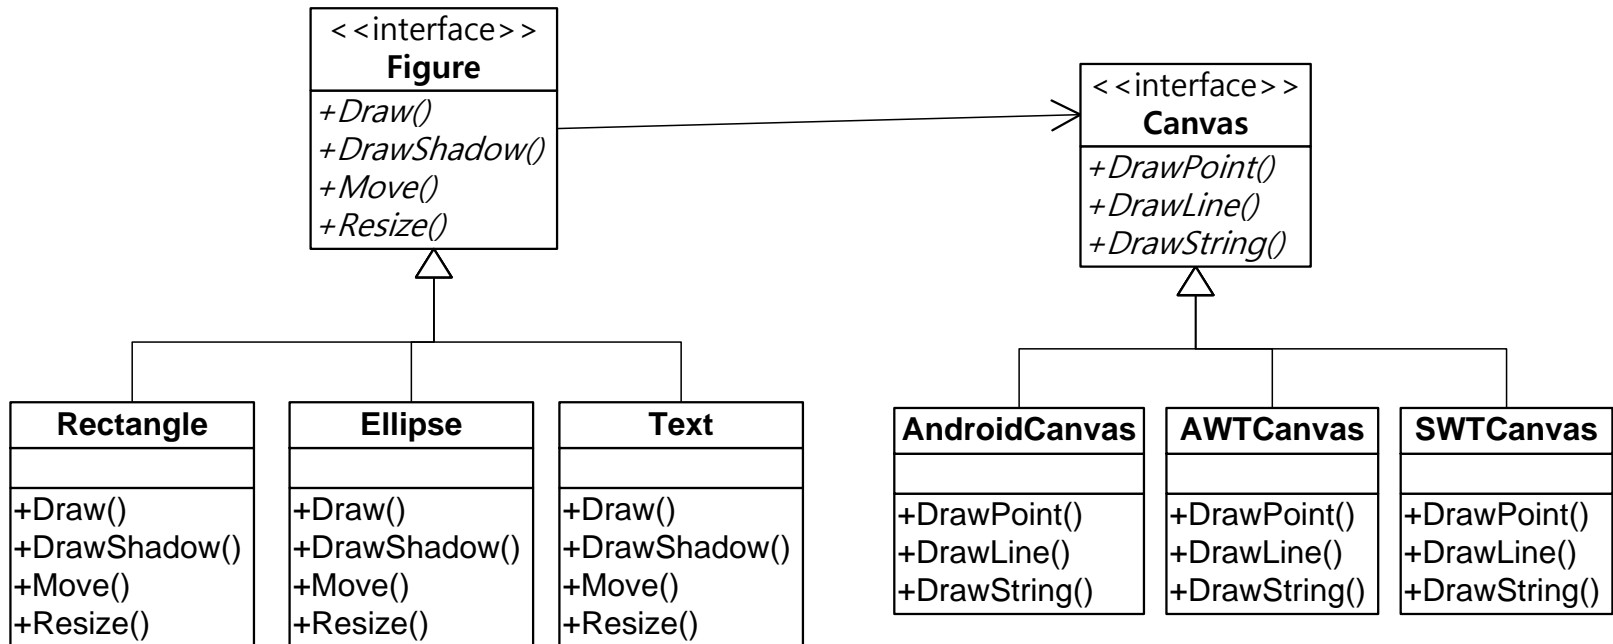 <<interface>>
Figure
+Draw()
+DrawShadow()
+Move()
+Resize()
<<interface>>
Canvas
+DrawPoint()
+DrawLine()
+DrawString()
Rectangle
+Draw()
+DrawShadow()
+Move()
+Resize()
Ellipse
+Draw()
+DrawShadow()
+Move()
+Resize()
Text
+Draw()
+DrawShadow()
+Move()
+Resize()
AndroidCanvas
+DrawPoint()
+DrawLine()
+DrawString()
AWTCanvas
+DrawPoint()
+DrawLine()
+DrawString()
SWTCanvas
+DrawPoint()
+DrawLine()
+DrawString()